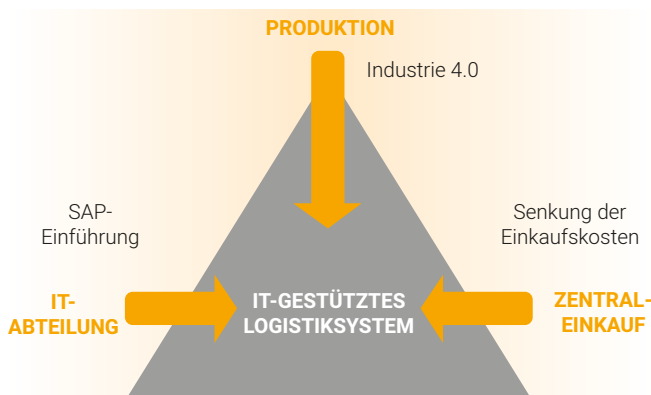 PRODUKTION
Industrie 4.0
SAP-
Einführung
Senkung der
Einkaufskosten
IT-
ABTEILUNG
IT-GESTÜTZTES
LOGISTIKSYSTEM
ZENTRAL-
EINKAUF